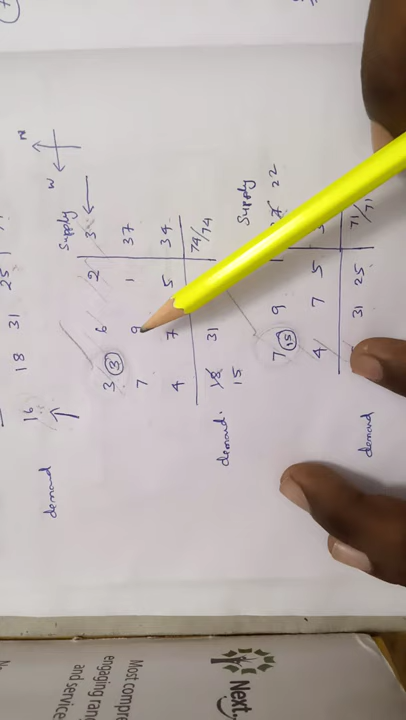 18 31 25
16
N
W
demand
Supply
3 3 6 2 3
7 9 1 37
4 7 5 34
demand. 18 31 74/74
15
Supply
7 15 9 1 37 22
4 7 5
demand 31 25 71/71
Most compre
engaging ran
and service
Next